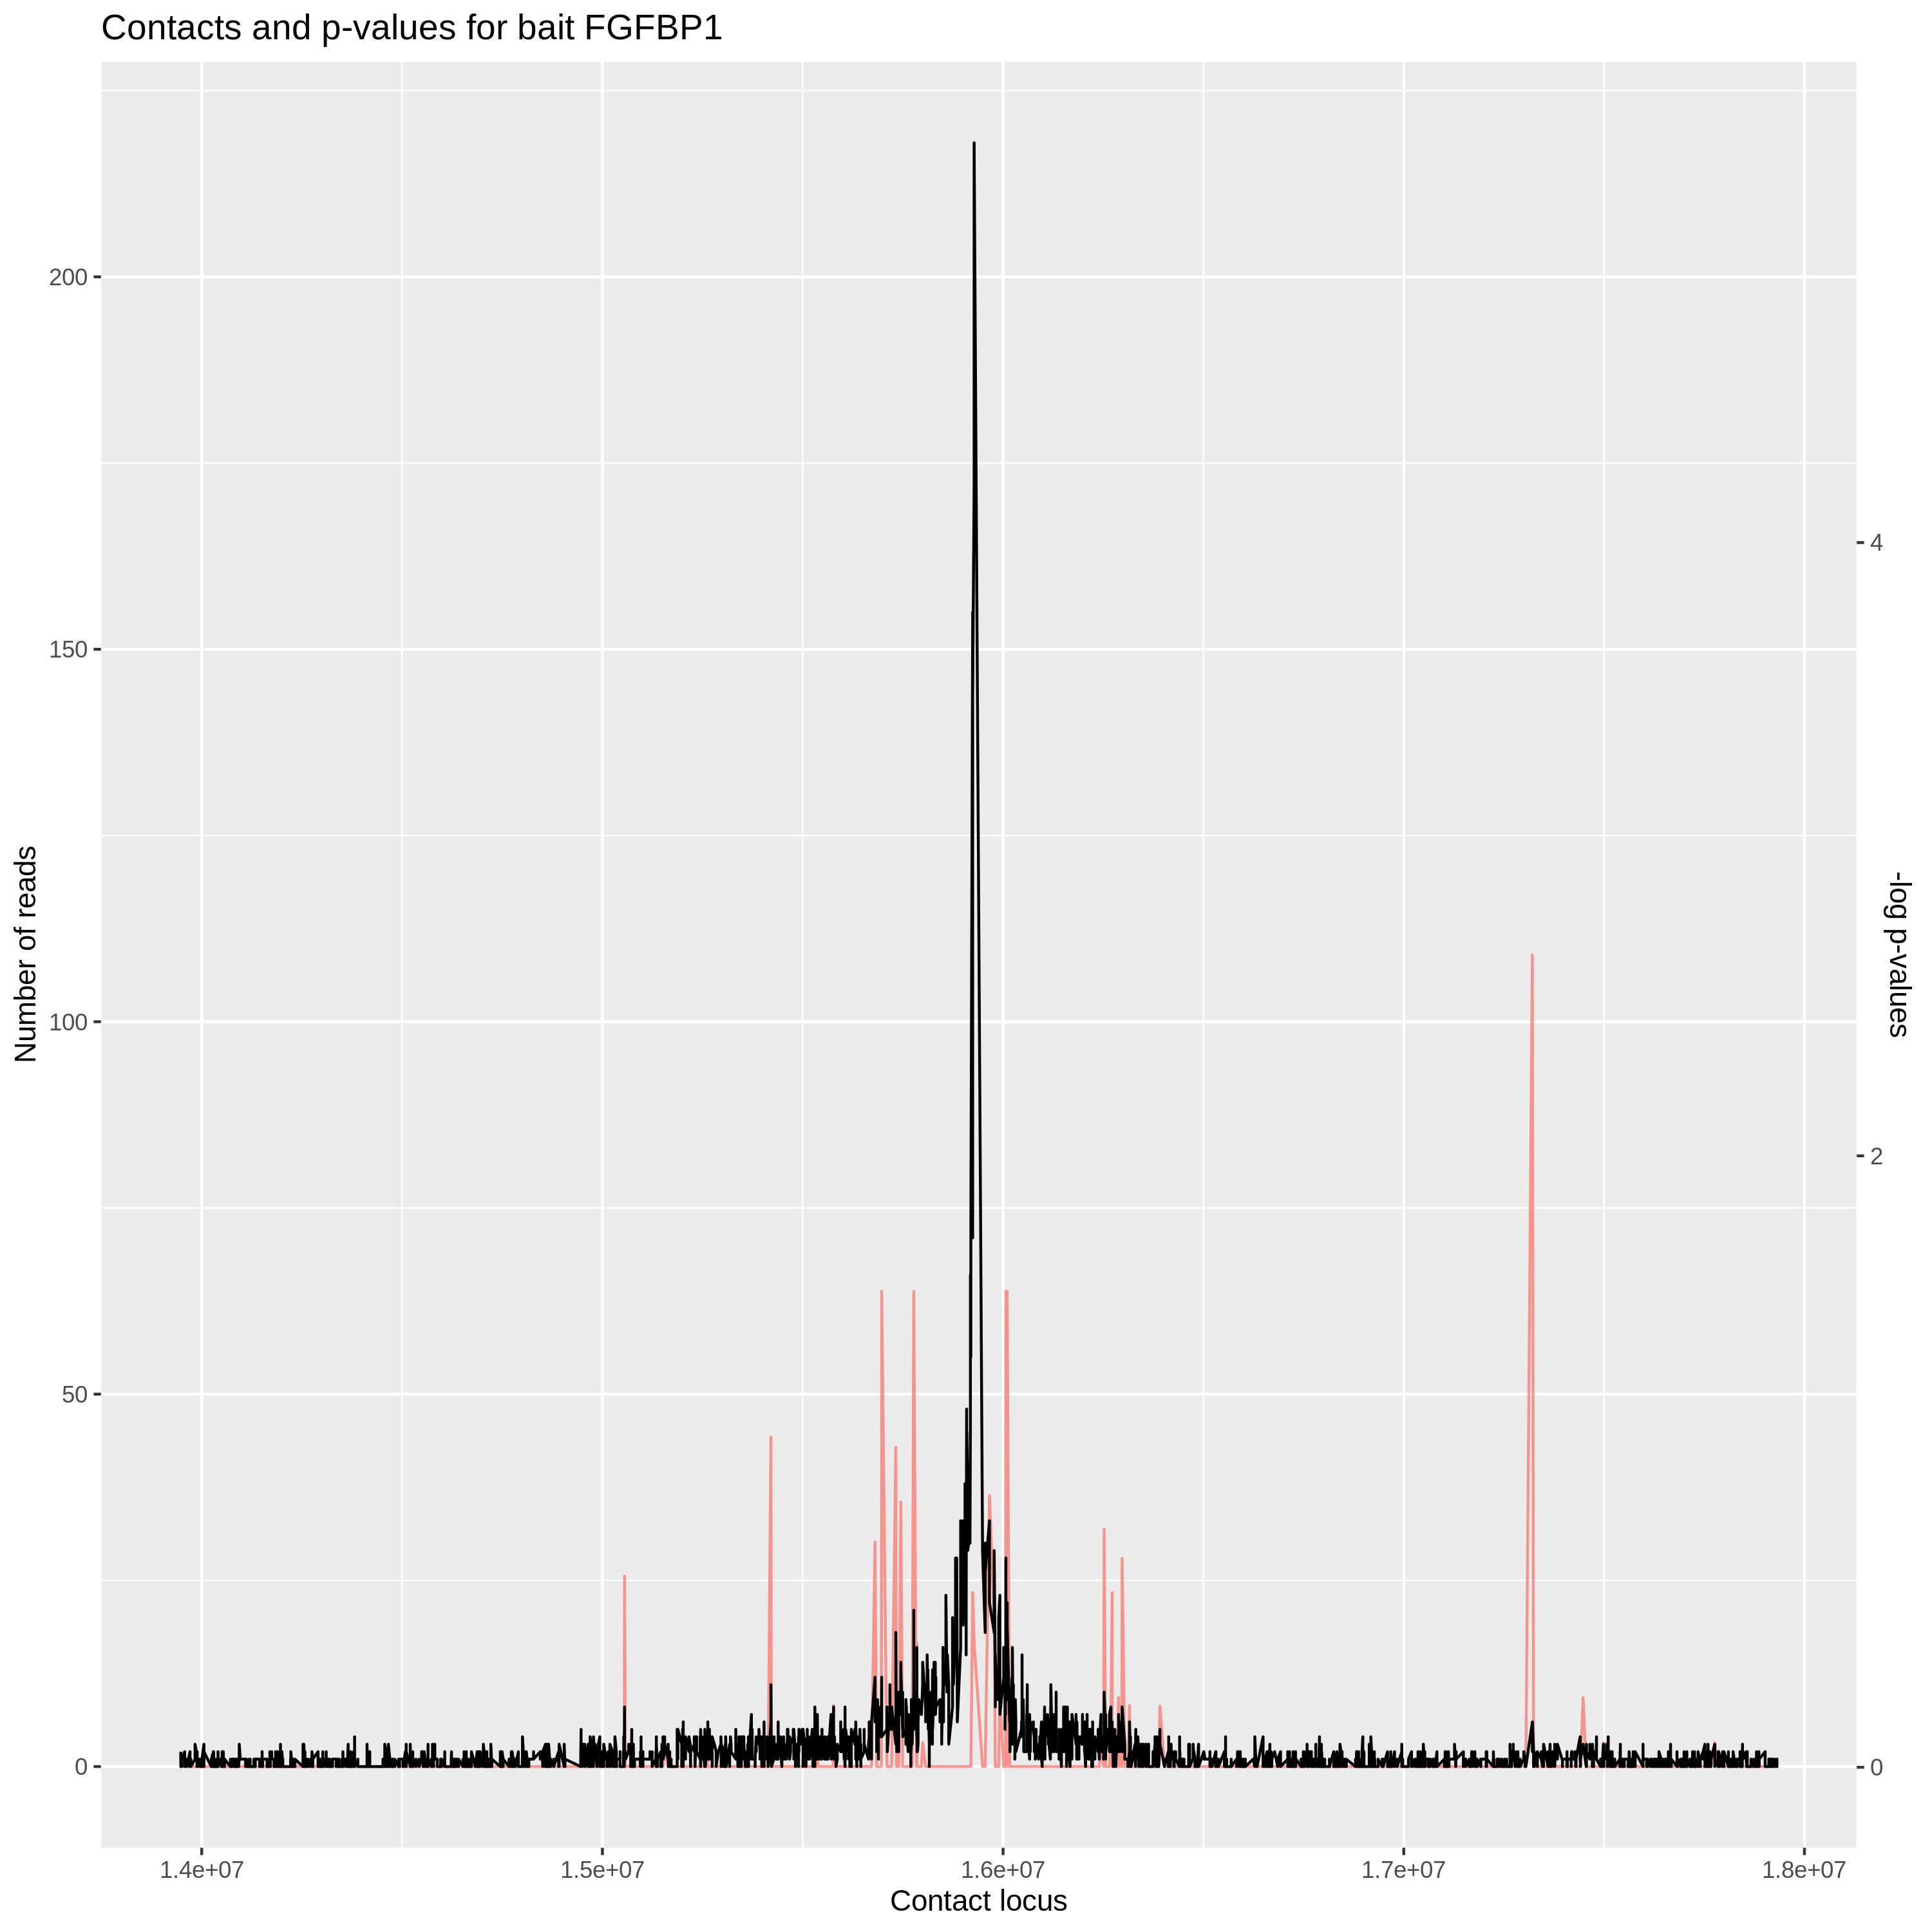 Contacts and p-values for bait FGFBP1
Number of reads
200
150
100
50
0
4
2
0
-log p-values
1.4e+07 1.5e+07 1.6e+07 1.7e+07 1.8e+07
Contact locus